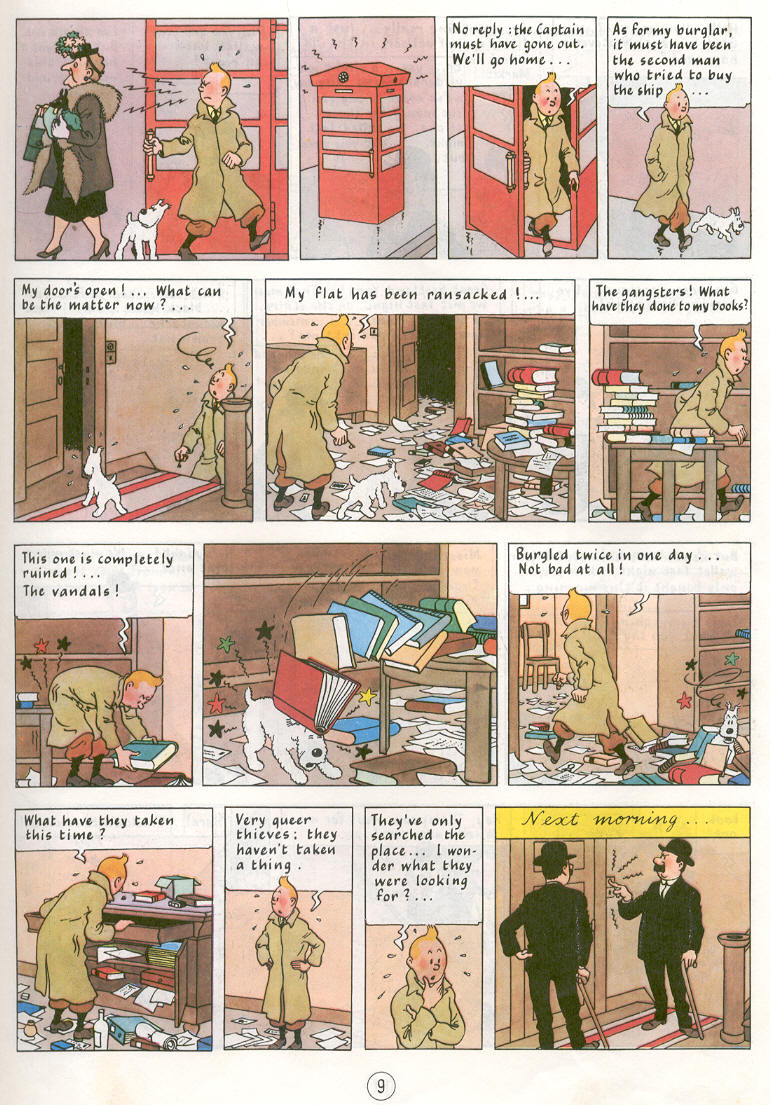 No reply : the Captain
must have gone out.
We'll go home . . .
As for my burglar,
it must have been
the second man
who tried to buy
the ship . . . .
My door's open ! ... What can
be the matter now ? . . .
My flat has been ransacked ! ...
The gangsters ! What
have they done to my books?
This one is completely
ruined ! . . .
The vandals !
Burgled twice in one day . . .
Not bad at all !
What have they taken
this time ?
Very queer
thieves : they
haven't taken
a thing .
They've only
searched the
place ... I won-
der what they
were looking
for ? ...
Next morning ...
9